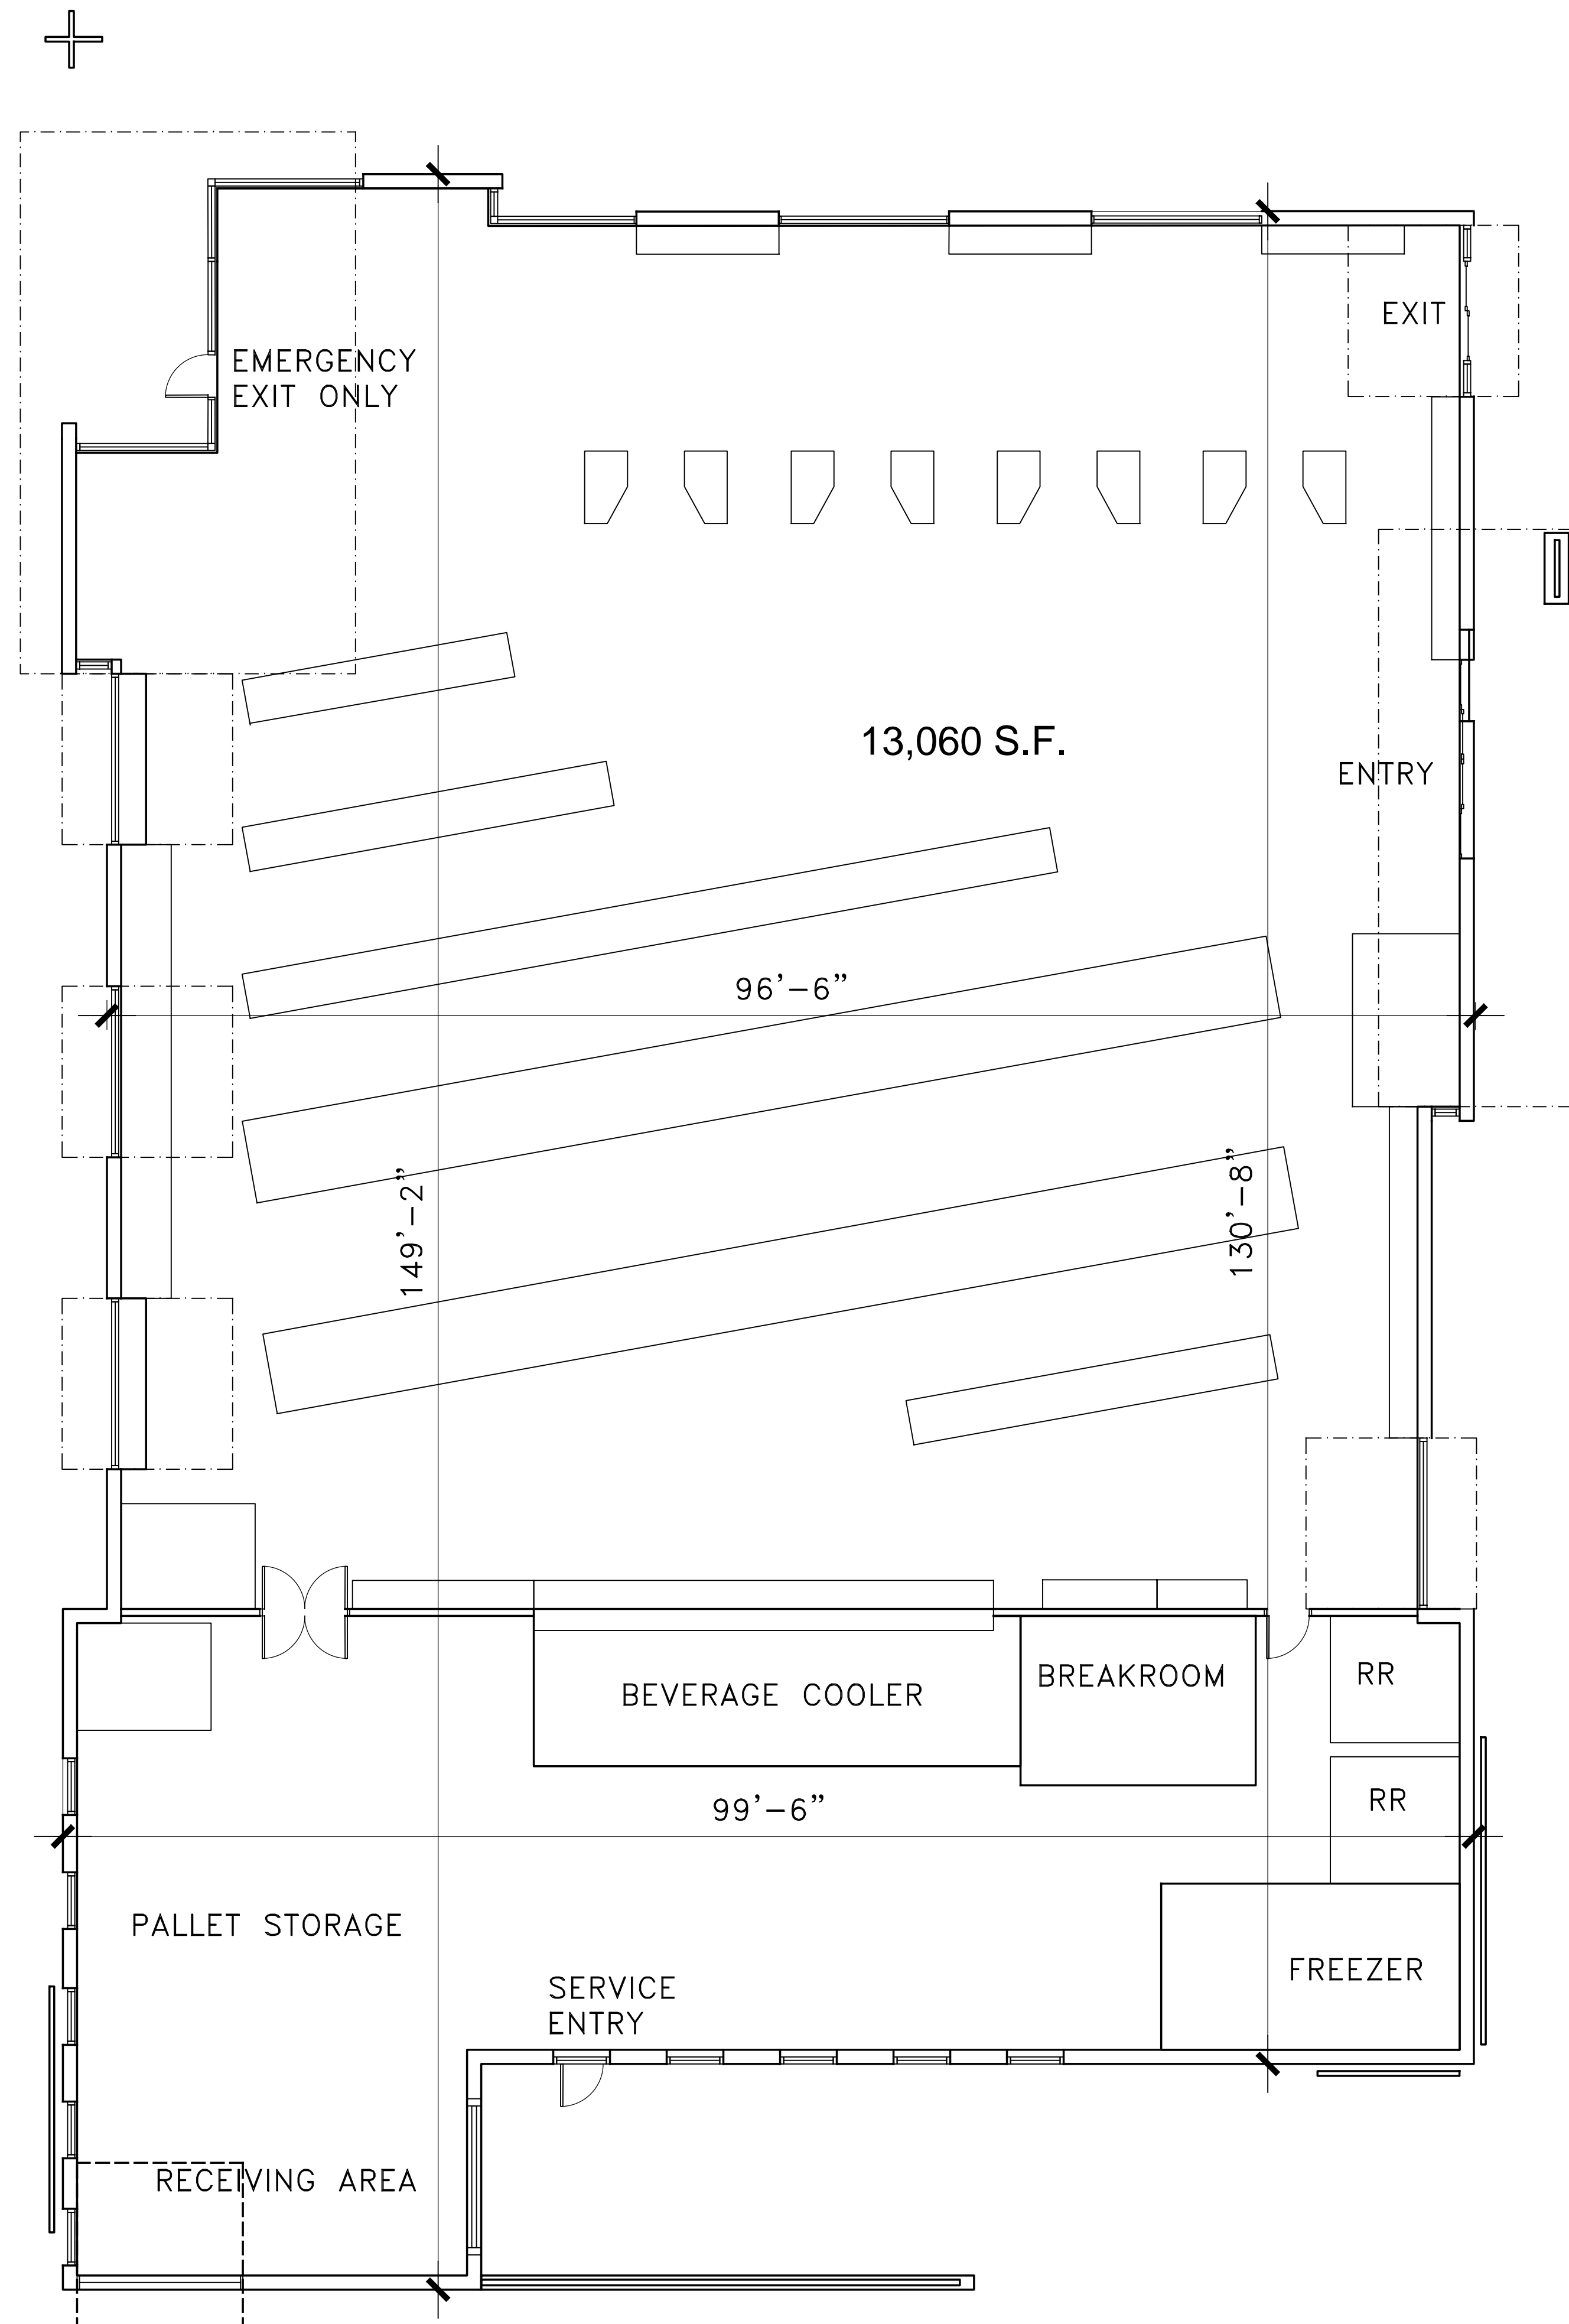 EXIT
EMERGENCY
EXIT ONLY
13,060 S.F.
ENTRY
96'-6"
149'-2"
130'-8"
BEVERAGE COOLER
BREAKROOM
RR
RR
99'-6"
PALLET STORAGE
FREEZER
SERVICE
ENTRY
RECEIVING AREA